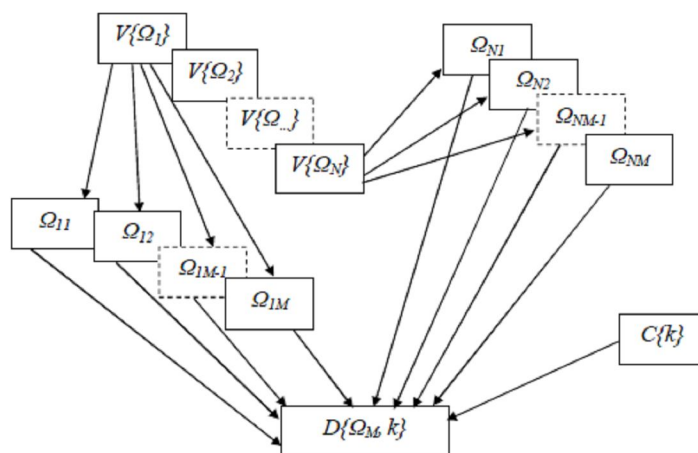 V{Ω1}
V{Ω2}
V{Ω...}
V{ΩN}
ΩN1
ΩN2
ΩNM-1
ΩNM
Ω11
Ω12
Ω1M-1
Ω1M
C{k}
D{ΩM, k}